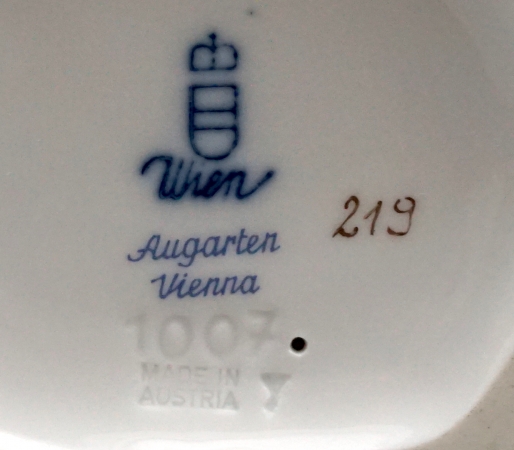 Wien
219
Augarten
Vienna
1007
MADE IN
AUSTRIA